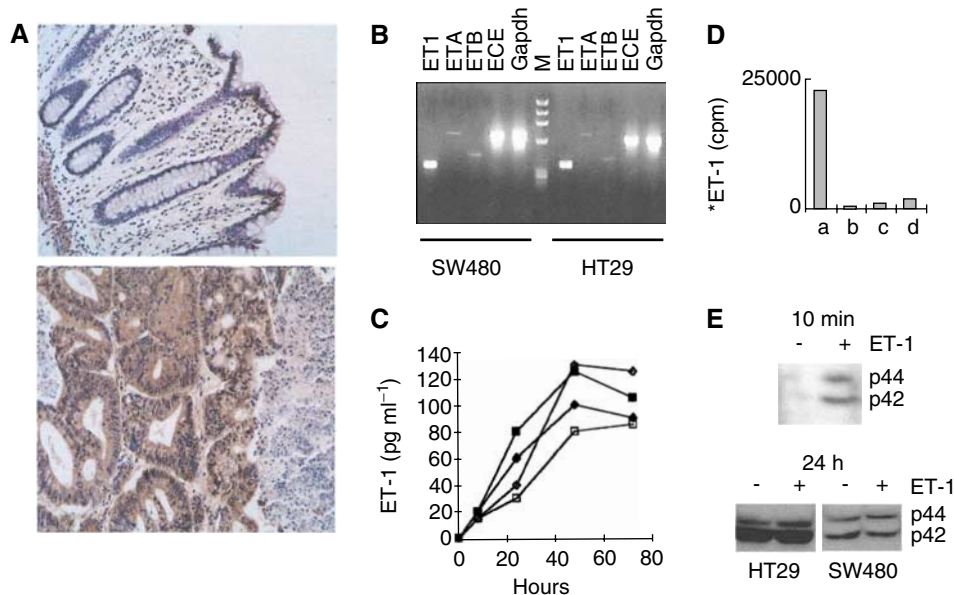 A
B
ET1
ETA
ETB
ECE
Gapdh
M
ET1
ETA
ETB
ECE
Gapdh
SW480
HT29
C
140
120
100
80
60
40
20
0
ET-1 (pg ml⁻¹)
0 20 40 60 80
Hours
D
25000
0
*ET-1 (cpm)
a b c d
E
10 min
- + ET-1
p44
p42
24 h
- + - + ET-1
p44
p42
HT29 SW480